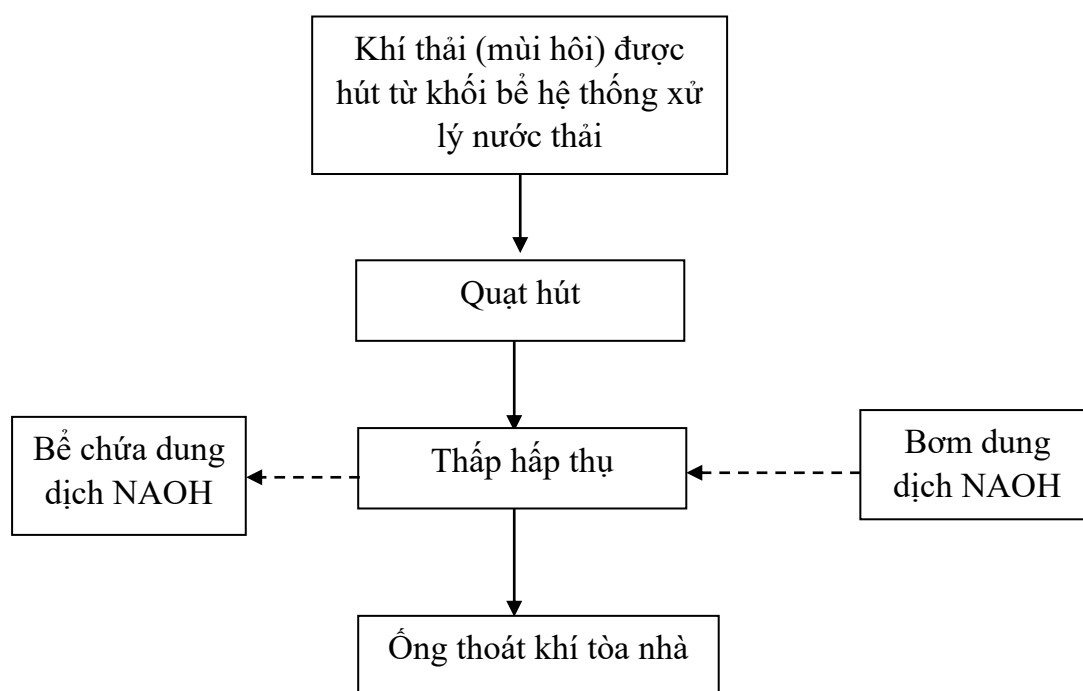 Khí thải (mùi hôi) được
hút từ khối bể hệ thống xử
lý nước thải
Quạt hút
Bể chứa dung
dịch NAOH
Thấp hấp thụ
Bơm dung
dịch NAOH
Ống thoát khí tòa nhà